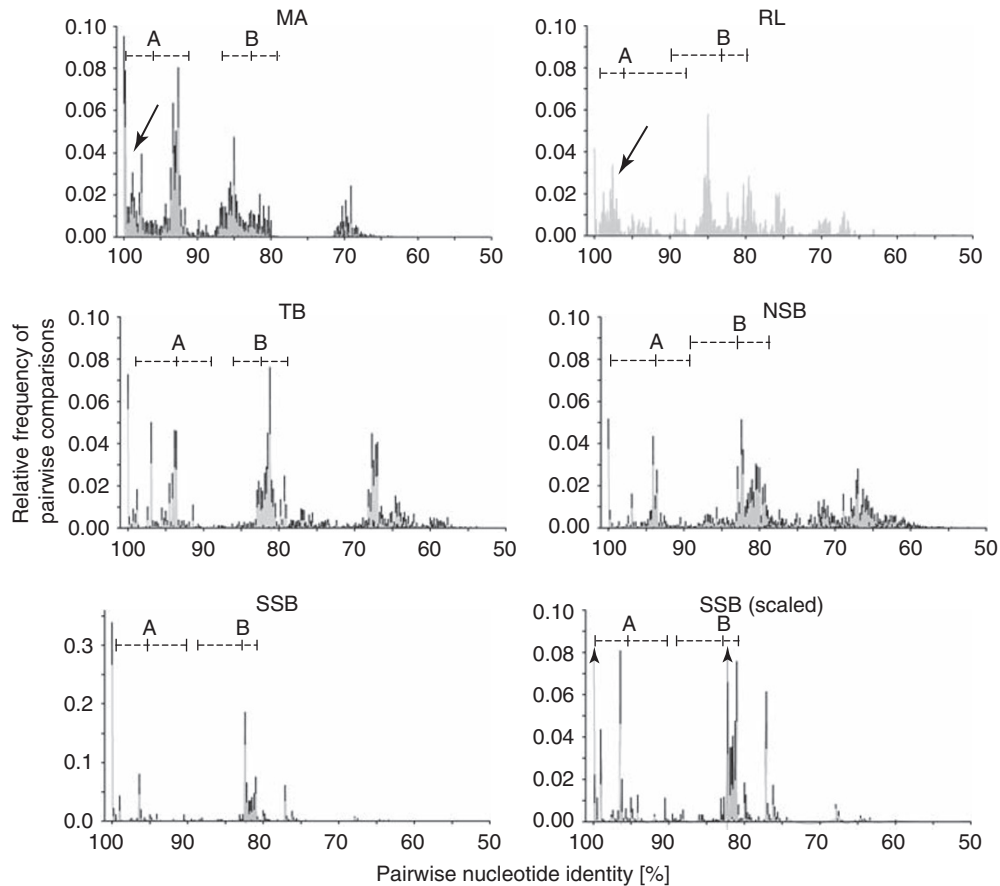 MA
A
B
0.10
0.08
0.06
0.04
0.02
0.00
100 90 80 70 60 50
RL
A
B
0.10
0.08
0.06
0.04
0.02
0.00
100 90 80 70 60 50
TB
A
B
0.10
0.08
0.06
0.04
0.02
0.00
100 90 80 70 60 50
NSB
A
B
0.10
0.08
0.06
0.04
0.02
0.00
100 90 80 70 60 50
Relative frequency of
pairwise comparisons
SSB
A
B
0.3
0.2
0.1
0.0
100 90 80 70 60 50
SSB (scaled)
A
B
0.10
0.08
0.06
0.04
0.02
0.00
100 90 80 70 60 50
Pairwise nucleotide identity [%]